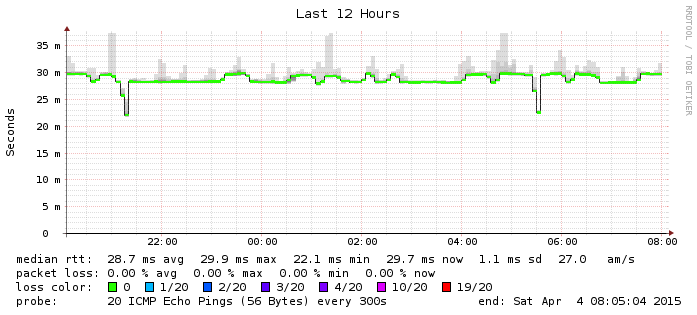 Last 12 Hours
RRDTOOL / TOBI OETIKER
Seconds
35 m
30 m
25 m
20 m
15 m
10 m
5 m
0
22:00 00:00 02:00 04:00 06:00 08:00
median rtt: 28.7 ms avg 29.9 ms max 22.1 ms min 29.7 ms now 1.1 ms sd 27.0 am/s
packet loss: 0.00 % avg 0.00 % max 0.00 % min 0.00 % now
loss color: 0 1/20 2/20 3/20 4/20 10/20 19/20
probe: 20 ICMP Echo Pings (56 Bytes) every 300s end: Sat Apr 4 08:05:04 2015